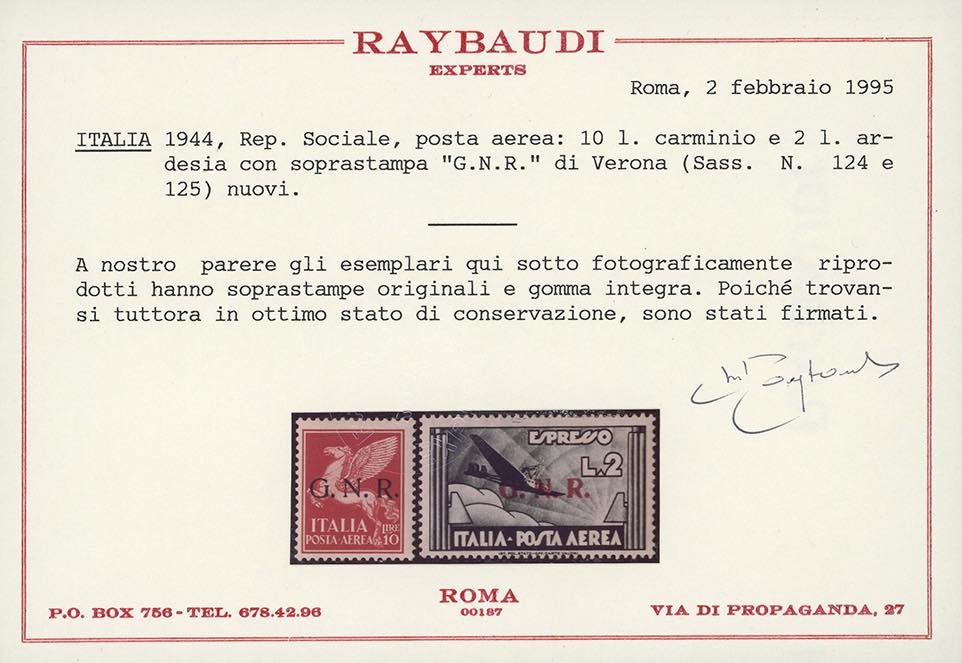 RAYBAUDI
EXPERTS
Roma, 2 febbraio 1995
ITALIA 1944, Rep. Sociale, posta aerea: 10 l. carminio e 2 l. ar-
desia con soprastampa "G.N.R." di Verona (Sass. N. 124 e
125) nuovi.
A nostro parere gli esemplari qui sotto fotograficamente ripro-
dotti hanno soprastampe originali e gomma integra. Poiché trovan-
si tuttora in ottimo stato di conservazione, sono stati firmati.
G. N. R.
ITALIA LIRE
POSTA-AEREA 10
ESPRESSO
L.2
G. N. R.
ITALIA-POSTA AEREA
ROMA
00187
P.O. BOX 756 - TEL. 678.42.96
VIA DI PROPAGANDA, 27